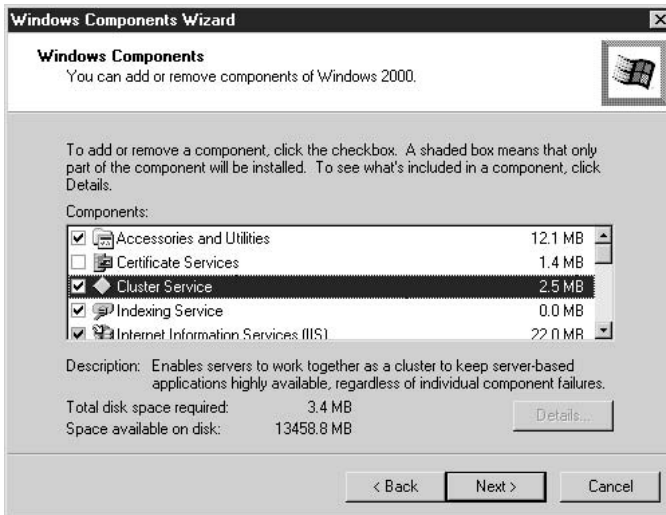 Windows Components Wizard
Windows Components
You can add or remove components of Windows 2000.
To add or remove a component, click the checkbox. A shaded box means that only
part of the component will be installed. To see what's included in a component, click
Details.
Components:
Accessories and Utilities 12.1 MB
Certificate Services 1.4 MB
Cluster Service 2.5 MB
Indexing Service 0.0 MB
Internet Information Services (IIS) 22.0 MB
Description: Enables servers to work together as a cluster to keep server-based
applications highly available, regardless of individual component failures.
Total disk space required: 3.4 MB
Space available on disk: 13458.8 MB
Details...
< Back Next > Cancel